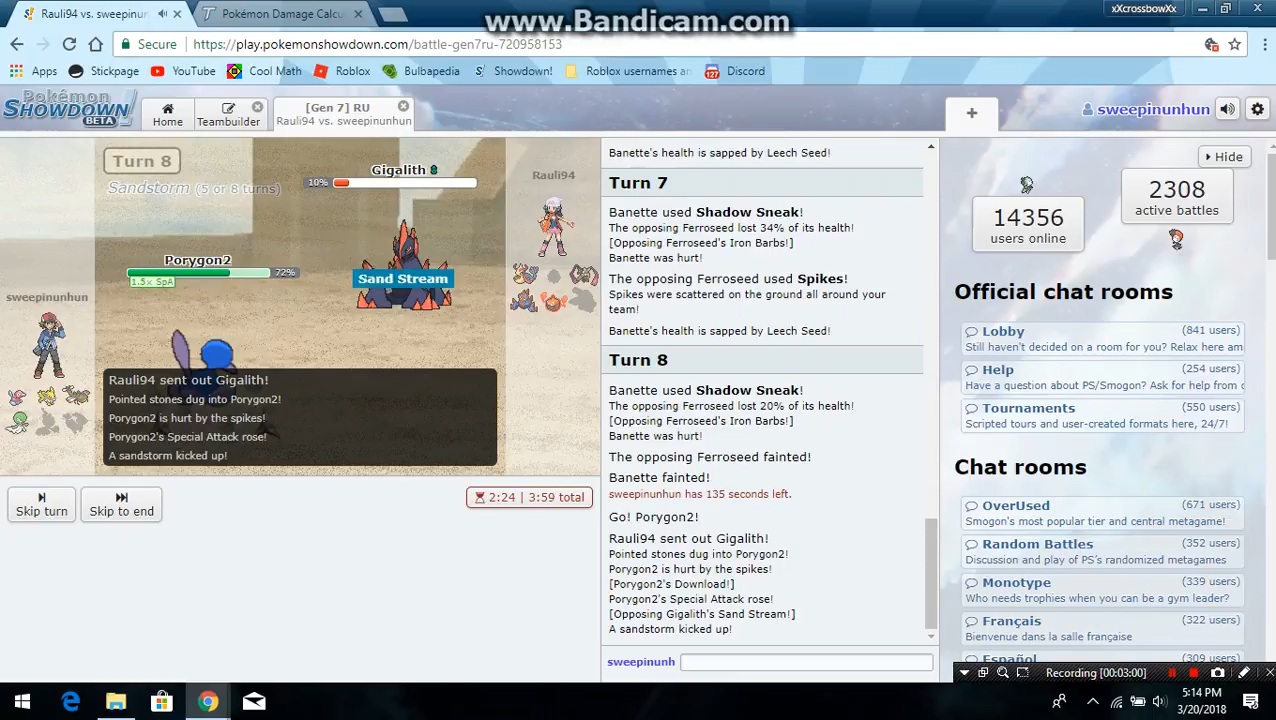 www.Bandicam.com
Rauli94 vs. sweepinun
Pokémon Damage Calcu
xXcrossbowXx
Secure
https://play.pokemonshowdown.com/battle-gen7ru-720958153
Apps
Stickpage
YouTube
Cool Math
Roblox
Bulbapedia
Showdown!
Roblox usernames an
127
Discord
Pokémon
SHOWDOWN
BETA
Home
Teambuilder
[Gen 7] RU
Rauli94 vs. sweepinunhun
+
sweepinunhun
Turn 8
Sandstorm (5 or 8 turns)
Gigalith
10%
Rauli94
Porygon2
72%
1.5× SpA
Sand Stream
sweepinunhun
Rauli94 sent out Gigalith!
Pointed stones dug into Porygon2!
Porygon2 is hurt by the spikes!
Porygon2's Special Attack rose!
A sandstorm kicked up!
Skip turn
Skip to end
2:24 | 3:59 total
Banette's health is sapped by Leech Seed!
Turn 7
Banette used Shadow Sneak!
The opposing Ferroseed lost 34% of its health!
[Opposing Ferroseed's Iron Barbs!]
Banette was hurt!
The opposing Ferroseed used Spikes!
Spikes were scattered on the ground all around your
team!
Banette's health is sapped by Leech Seed!
Turn 8
Banette used Shadow Sneak!
The opposing Ferroseed lost 20% of its health!
[Opposing Ferroseed's Iron Barbs!]
Banette was hurt!
The opposing Ferroseed fainted!
Banette fainted!
sweepinunhun has 135 seconds left.
Go! Porygon2!
Rauli94 sent out Gigalith!
Pointed stones dug into Porygon2!
Porygon2 is hurt by the spikes!
[Porygon2's Download!]
Porygon2's Special Attack rose!
[Opposing Gigalith's Sand Stream!]
A sandstorm kicked up!
sweepinunh
Hide
14356
users online
2308
active battles
Official chat rooms
Lobby (841 users)
Still haven't decided on a room for you? Relax here am
Help (254 users)
Have a question about PS/Smogon? Ask for help from c
Tournaments (550 users)
Scripted tours and user-created formats here, 24/7!
Chat rooms
OverUsed (671 users)
Smogon's most popular tier and central metagame!
Random Battles (352 users)
Discussion and play of PS's randomized metagames
Monotype (339 users)
Who needs trophies when you can be a gym leader?
Français (322 users)
Bienvenue dans la salle française
Español (309 users)
Recording [00:03:00]
5:14 PM
3/20/2018